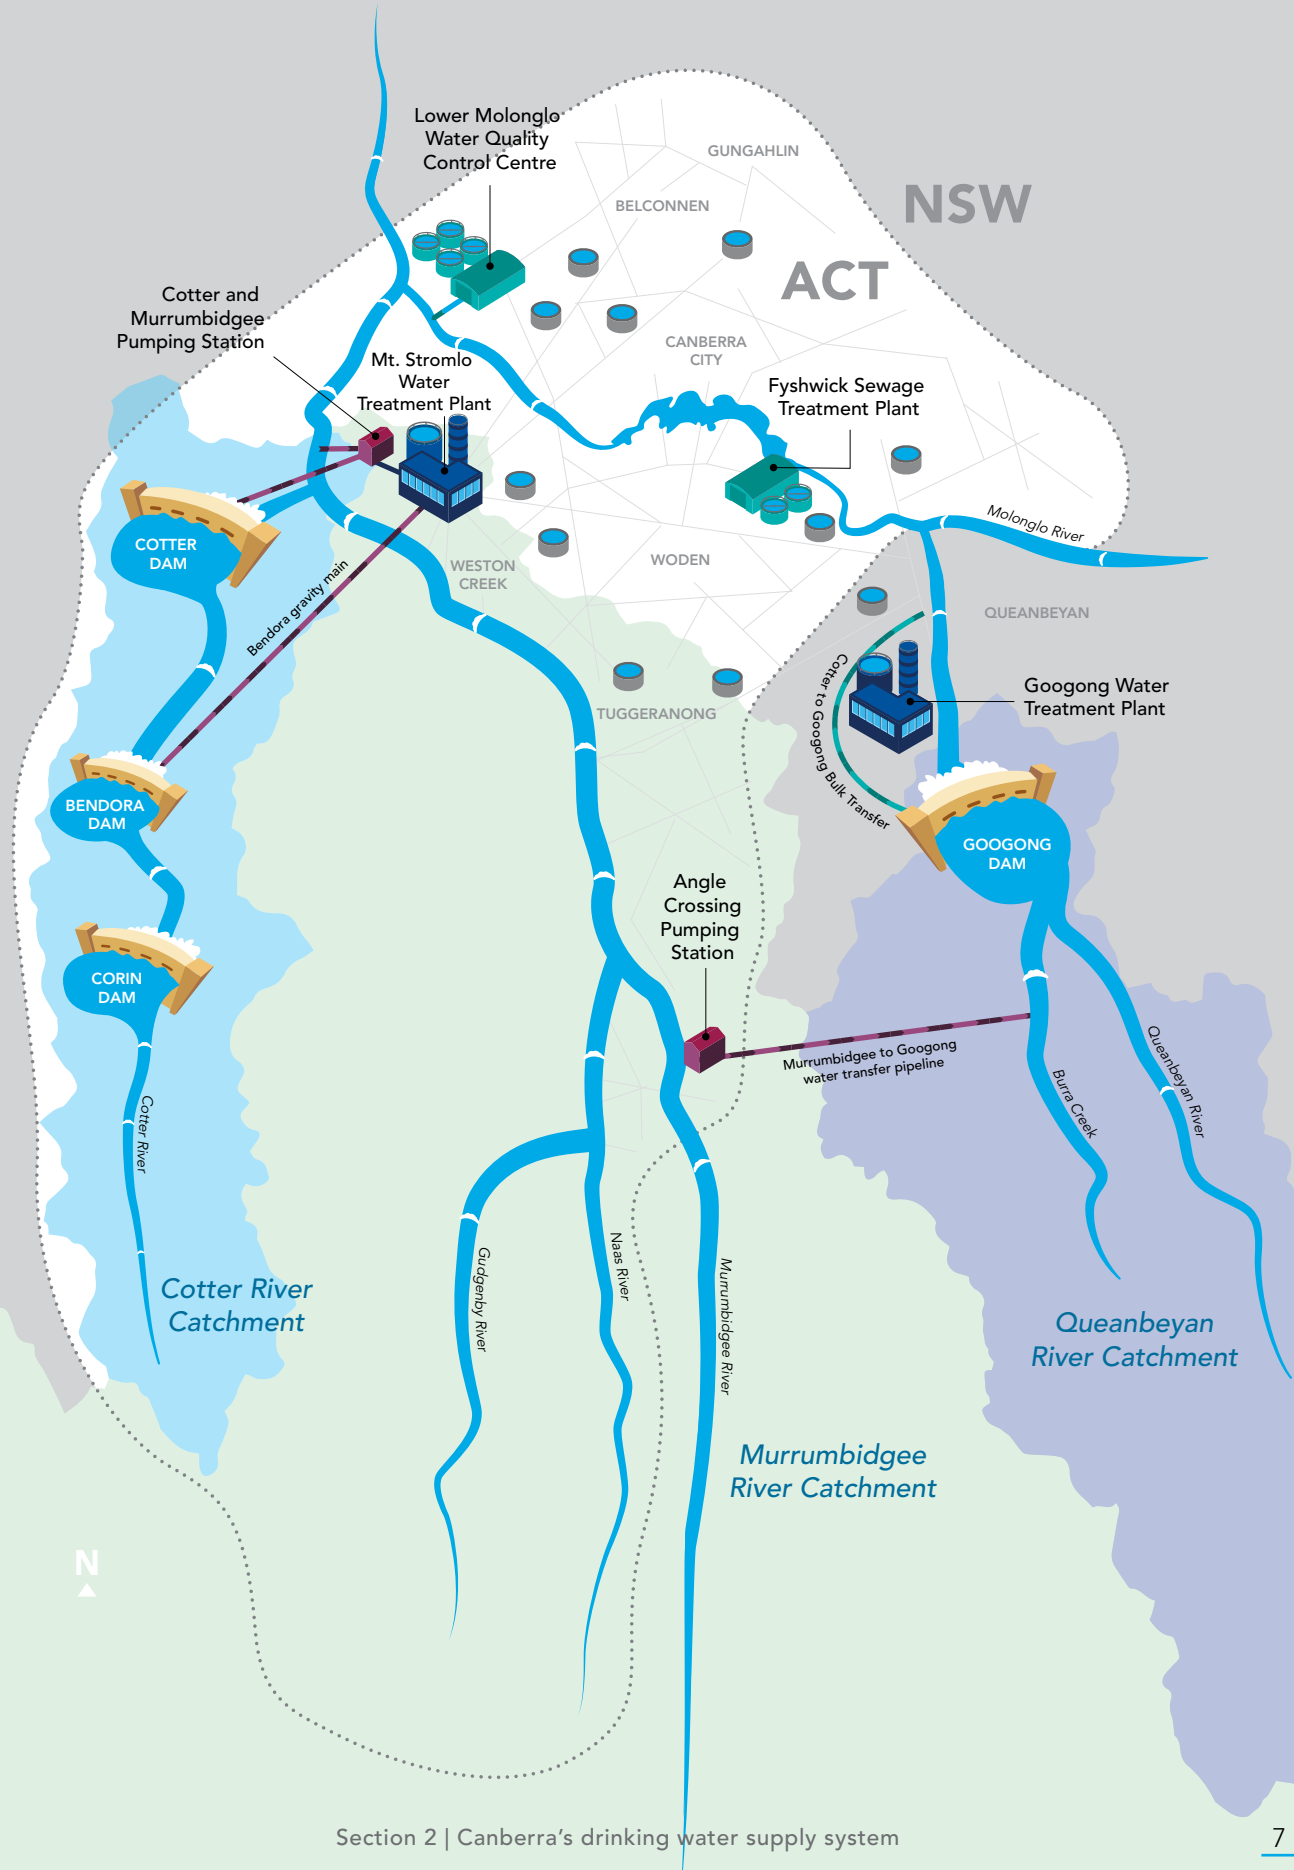 Lower Molonglo
Water Quality
Control Centre
GUNGAHLIN
BELCONNEN
NSW
ACT
Cotter and
Murrumbidgee
Pumping Station
Mt. Stromlo
Water
Treatment Plant
CANBERRA
CITY
Fyshwick Sewage
Treatment Plant
Molonglo River
COTTER
DAM
WESTON
CREEK
WODEN
Bendora gravity main
QUEANBEYAN
Cotter to Googong Bulk Transfer
Googong Water
Treatment Plant
TUGGERANONG
BENDORA
DAM
GOOGONG
DAM
Angle
Crossing
Pumping
Station
CORIN
DAM
Murrumbidgee to Googong
water transfer pipeline
Cotter River
Burra Creek
Queanbeyan River
Gudgenby River
Naas River
Murrumbidgee River
Cotter River
Catchment
Queanbeyan
River Catchment
Murrumbidgee
River Catchment
N
Section 2 | Canberra's drinking water supply system
7